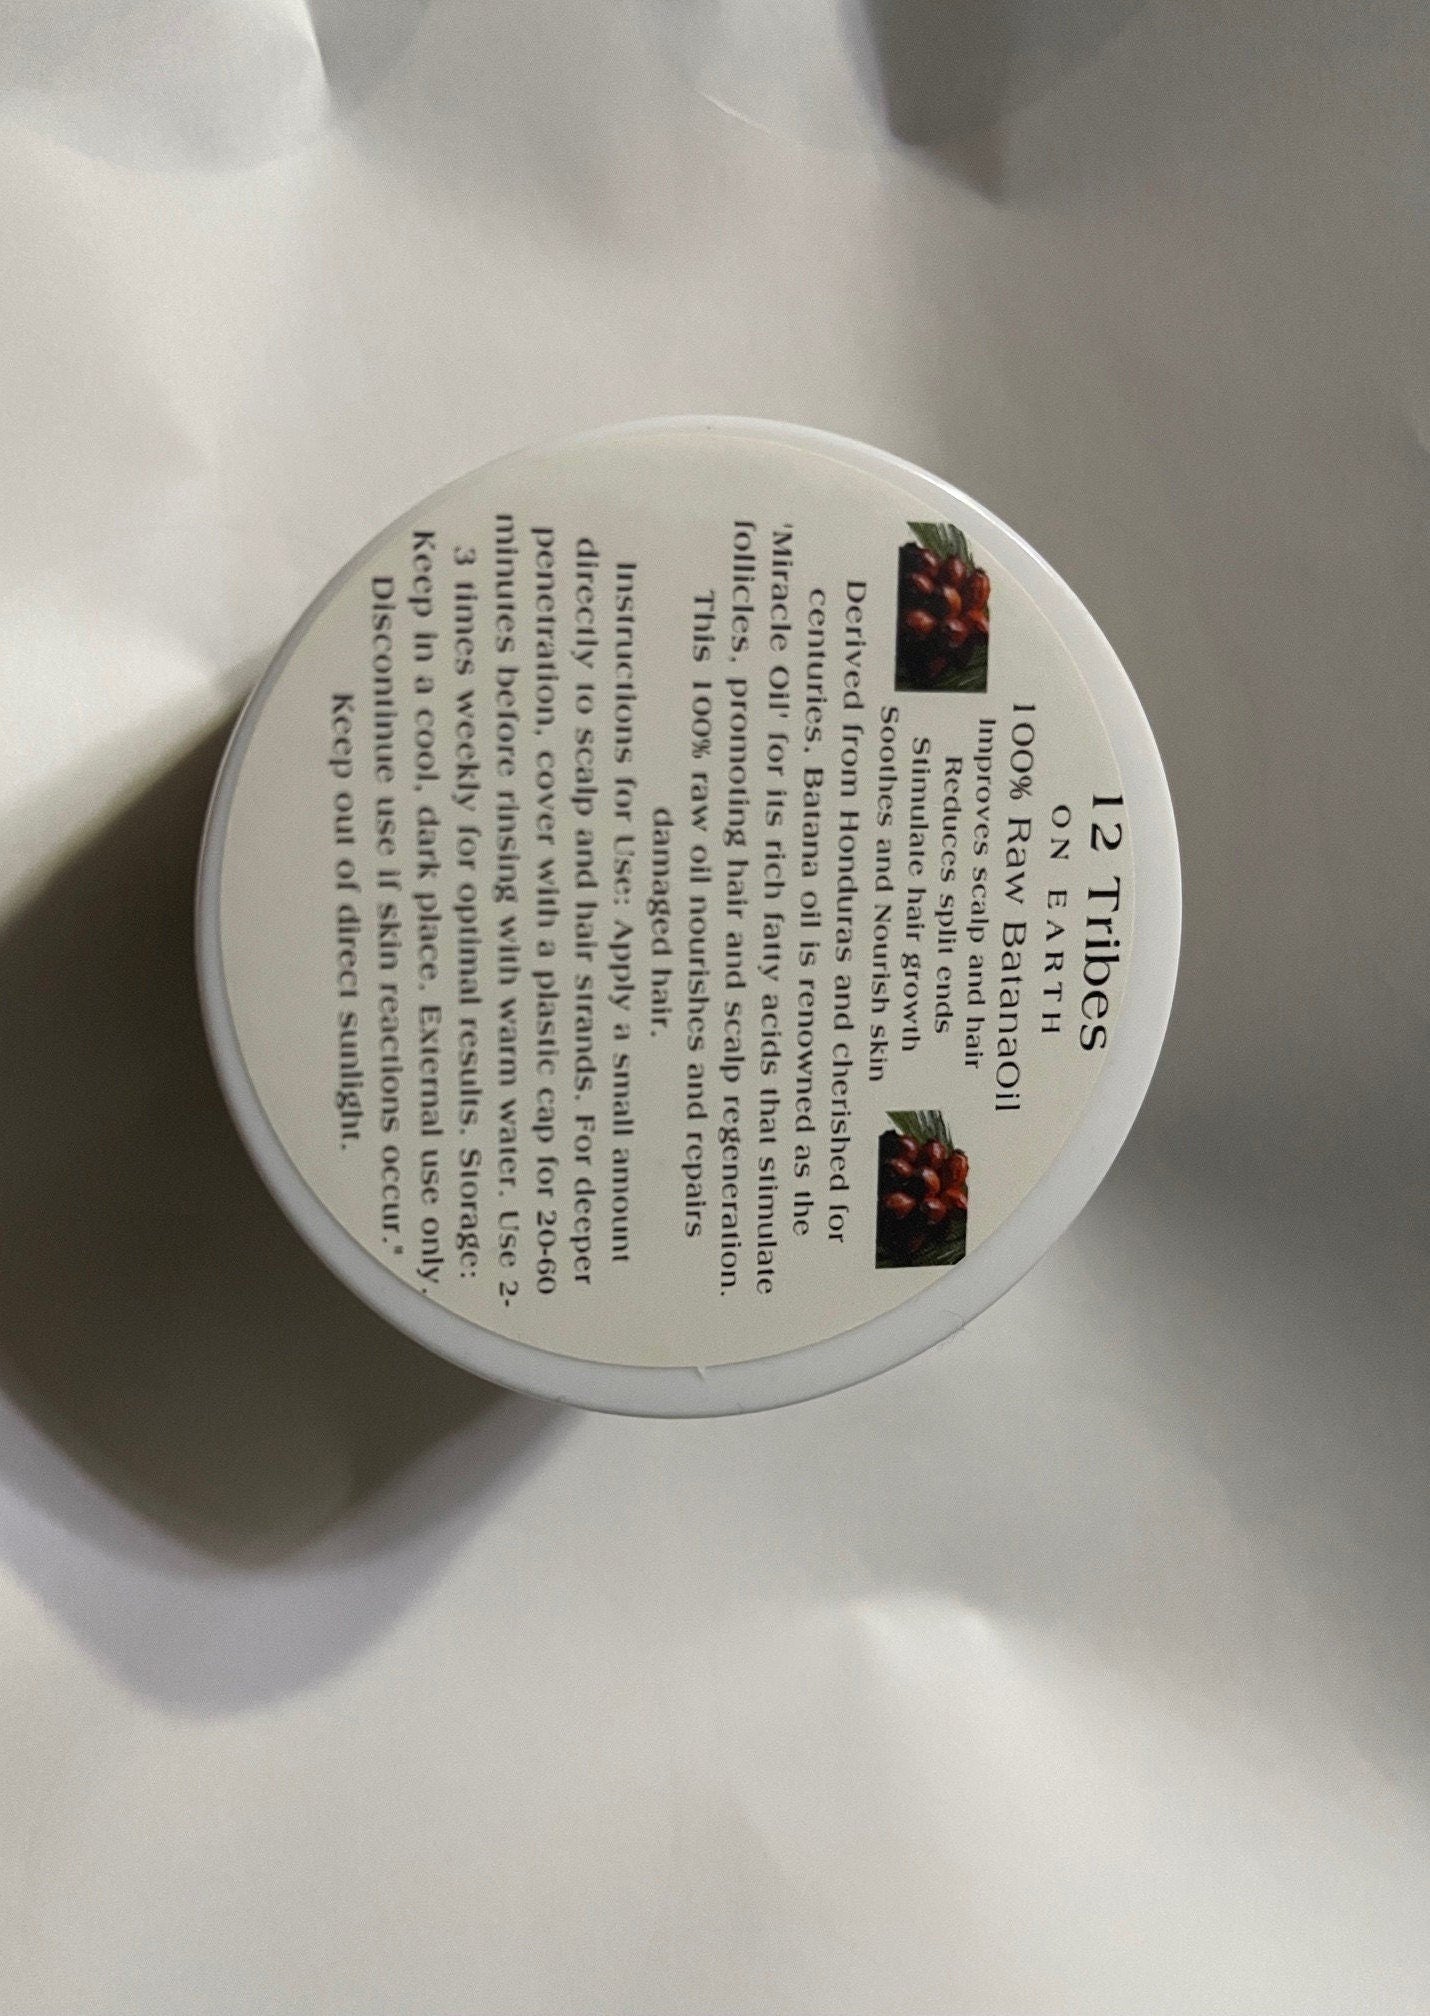 12 Tribes
ON EARTH
100% Raw BatanaOil
Improves scalp and hair
Reduces split ends
Stimulate hair growth
Soothes and Nourish skin
Derived from Honduras and cherished for
centuries, Batana oil is renowned as the
'Miracle Oil' for its rich fatty acids that stimulate
follicles, promoting hair and scalp regeneration.
This 100% raw oil nourishes and repairs
damaged hair.
Instructions for Use: Apply a small amount
directly to scalp and hair strands. For deeper
penetration, cover with a plastic cap for 20-60
minutes before rinsing with warm water. Use 2-
3 times weekly for optimal results. Storage:
Keep in a cool, dark place. External use only.
Discontinue use if skin reactions occur."
Keep out of direct sunlight.